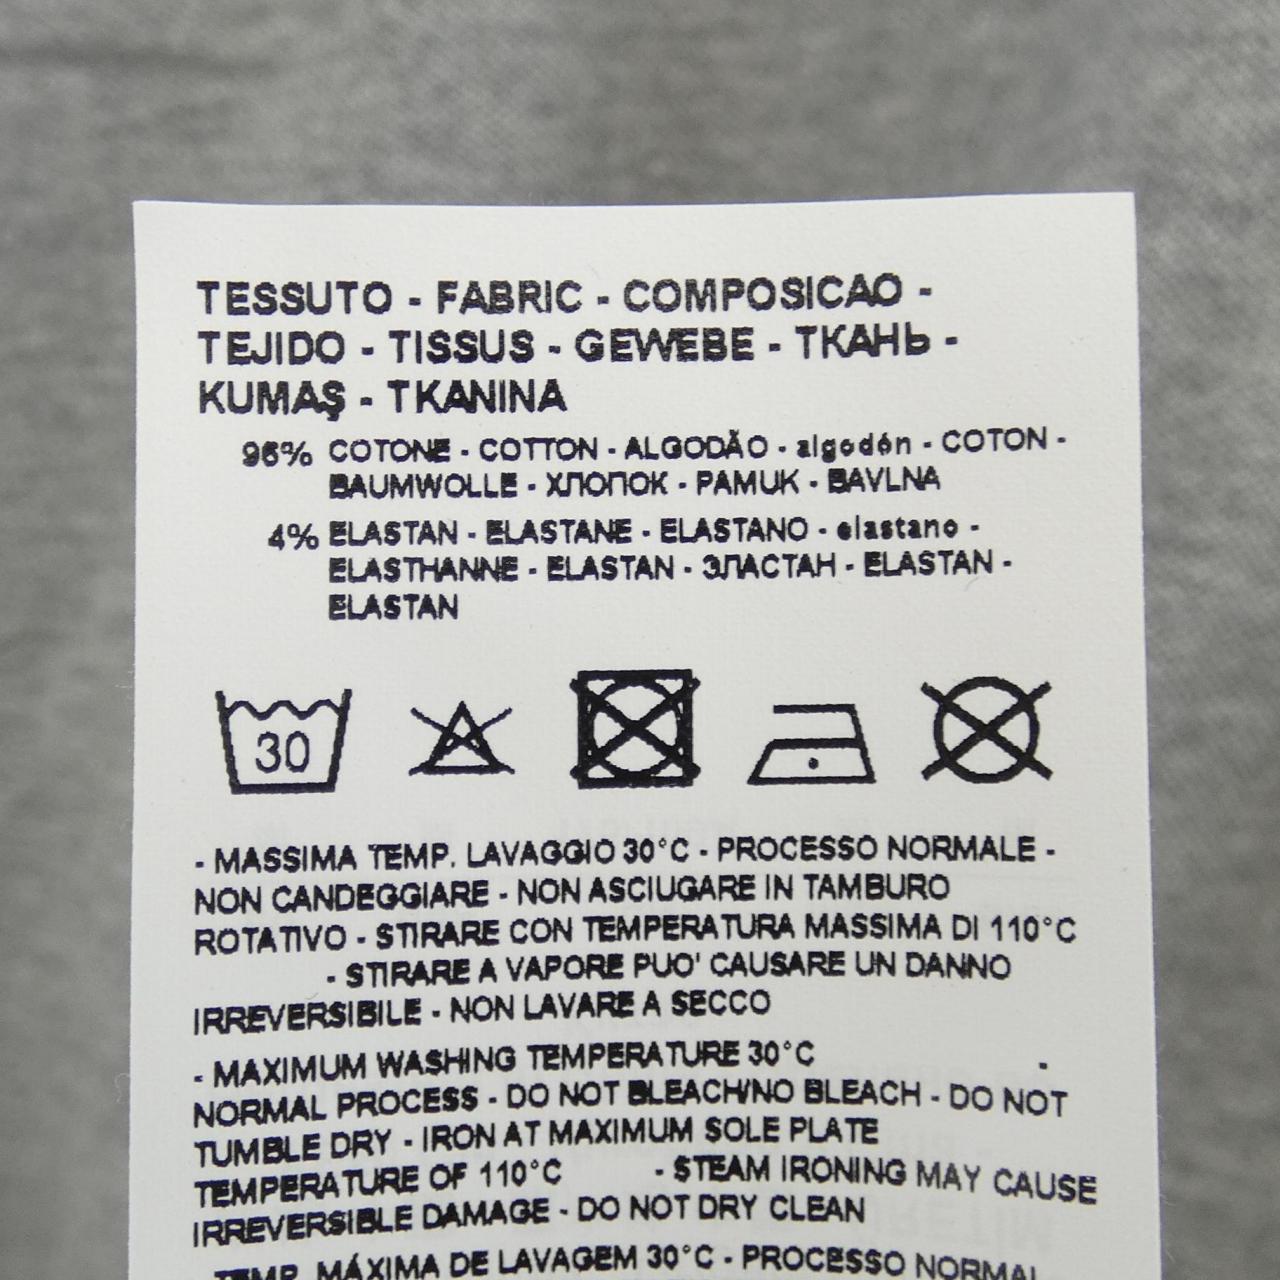 TESSUTO - FABRIC - COMPOSICAO -
TEJIDO - TISSUS - GEWEBE - ТКАНЬ -
KUMAŞ - TKANINA
96% COTONE - COTTON - ALGODÃO - algodón - COTON -
BAUMWOLLE - ХЛОПОК - PAMUK - BAVLNA
4% ELASTAN - ELASTANE - ELASTANO - elastano -
ELASTHANNE - ELASTAN - ЭЛАСТАН - ELASTAN -
ELASTAN
30
- MASSIMA TEMP. LAVAGGIO 30°C - PROCESSO NORMALE -
NON CANDEGGIARE - NON ASCIUGARE IN TAMBURO
ROTATIVO - STIRARE CON TEMPERATURA MASSIMA DI 110°C
- STIRARE A VAPORE PUO' CAUSARE UN DANNO
IRREVERSIBILE - NON LAVARE A SECCO
- MAXIMUM WASHING TEMPERATURE 30°C -
NORMAL PROCESS - DO NOT BLEACH/NO BLEACH - DO NOT
TUMBLE DRY - IRON AT MAXIMUM SOLE PLATE
TEMPERATURE OF 110°C - STEAM IRONING MAY CAUSE
IRREVERSIBLE DAMAGE - DO NOT DRY CLEAN
TEMP. MÁXIMA DE LAVAGEM 30°C - PROCESSO NORMAL